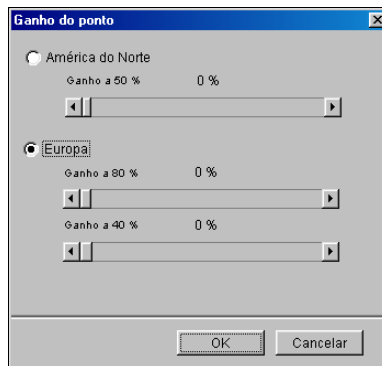 Ganho do ponto
América do Norte
Ganho a 50 % 0 %
Europa
Ganho a 80 % 0 %
Ganho a 40 % 0 %
OK Cancelar